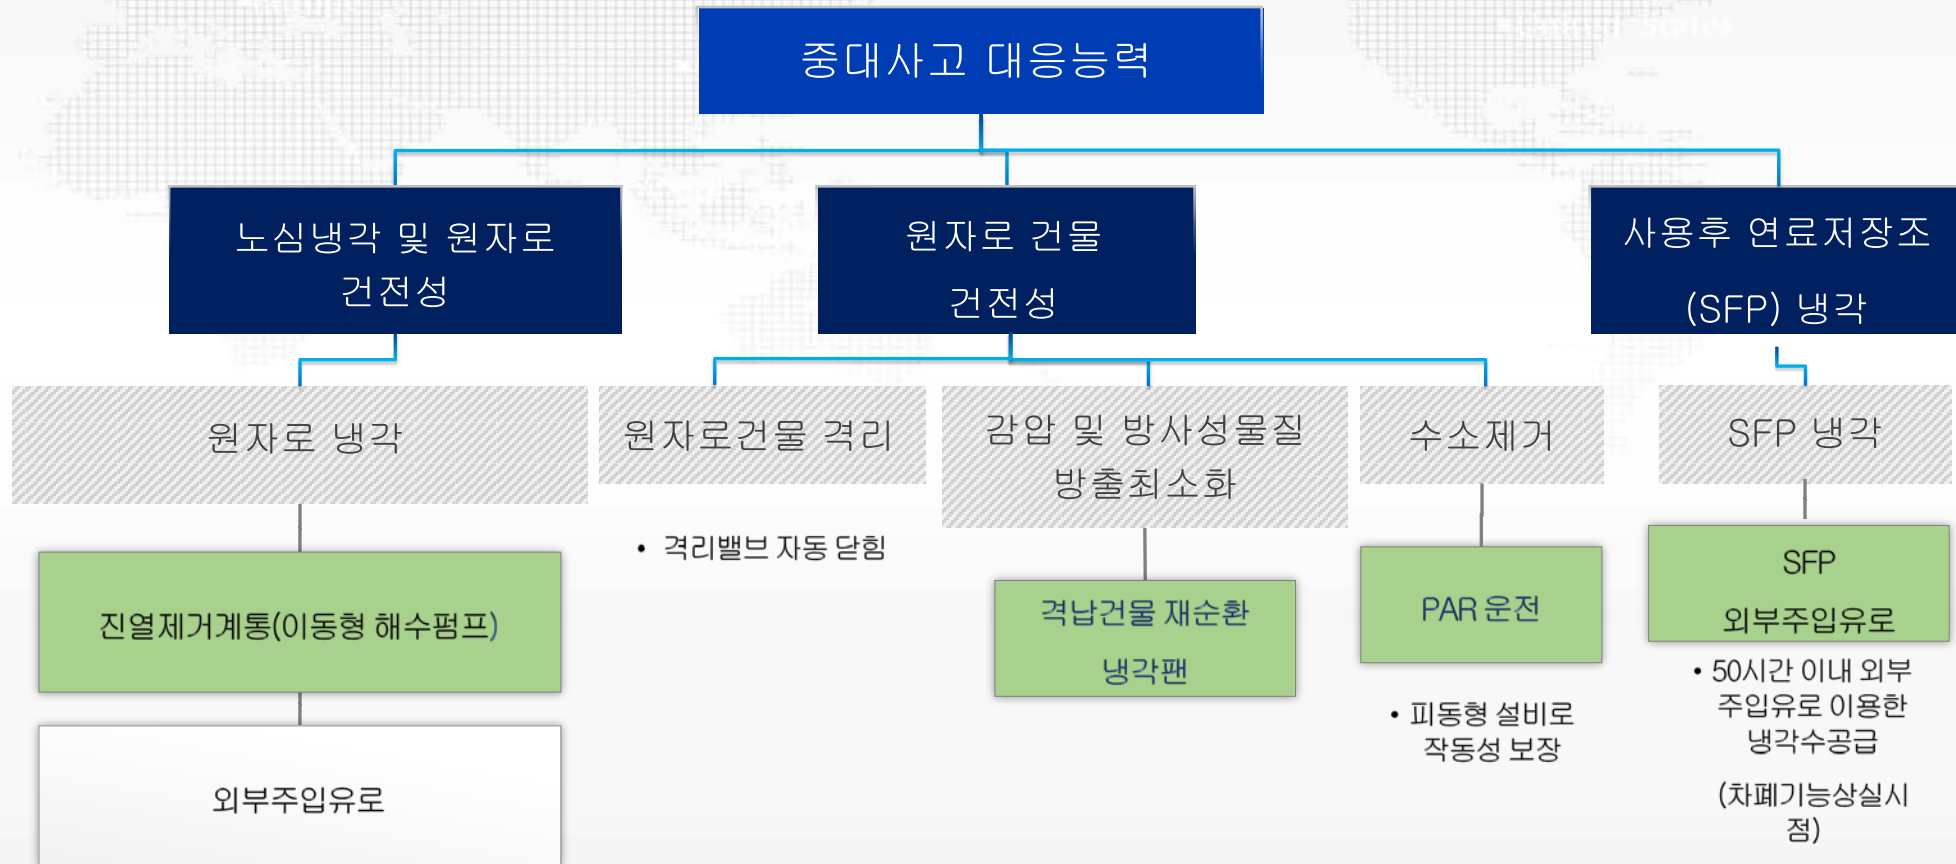 중대사고 대응능력
노심냉각 및 원자로
건전성
원자로 건물
건전성
사용후 연료저장조
(SFP) 냉각
원자로 냉각
원자로건물 격리
감압 및 방사성물질
방출최소화
수소제거
SFP 냉각
진열제거계통(이동형 해수펌프)
외부주입유로
• 격리밸브 자동 닫힘
격납건물 재순환
냉각팬
PAR 운전
• 피동형 설비로
작동성 보장
SFP
외부주입유로
• 50시간 이내 외부
주입유로 이용한
냉각수공급
(차폐기능상실시
점)